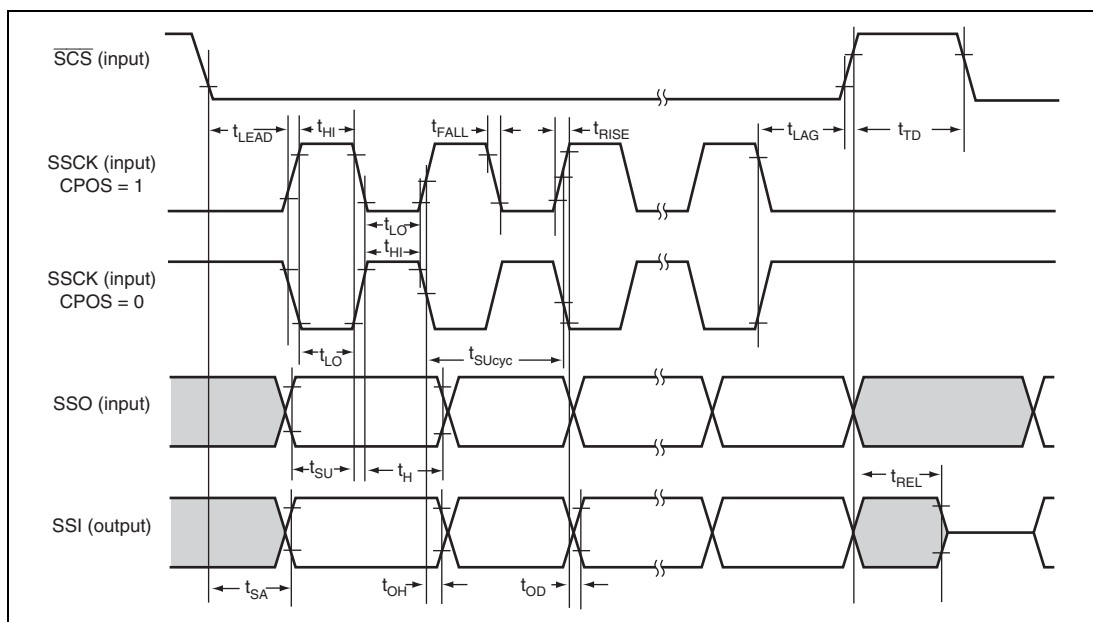 SCS (input)
tLEAD
tHI
tFALL
tRISE
tLAG
tTD
SSCK (input)
CPOS = 1
tLO
tHI
SSCK (input)
CPOS = 0
tLO
tSUcyc
SSO (input)
tSU
tH
tREL
SSI (output)
tSA
tOH
tOD